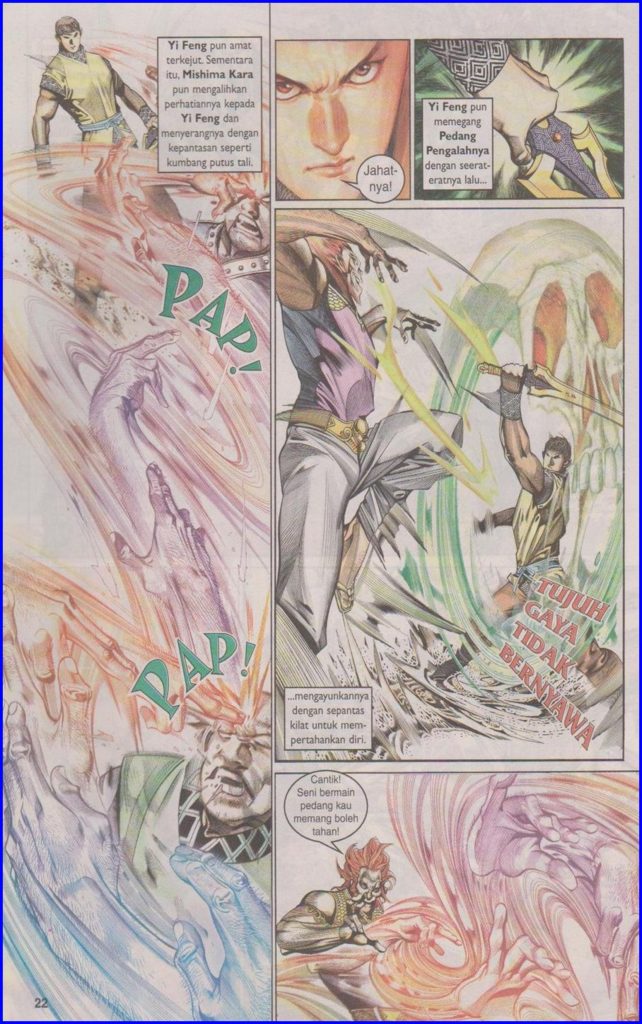 Yi Feng pun amat
terkejut. Sementara
itu, Mishima Kara
pun mengalihkan
perhatiannya kepada
Yi Feng dan
menyerangnya dengan
kepantasan seperti
kumbang putus tali.
PAP!
PAP!
Jahat-
nya!
Yi Feng pun
memegang
Pedang
Pengalahnya
dengan seerat-
eratnya lalu...
TUJUH
GAYA
TIDAK
BERNYAWA
...mengayunkannya
dengan sepantas
kilat untuk mem-
pertahankan diri.
Cantik!
Seni bermain
pedang kau
memang boleh
tahan!
22